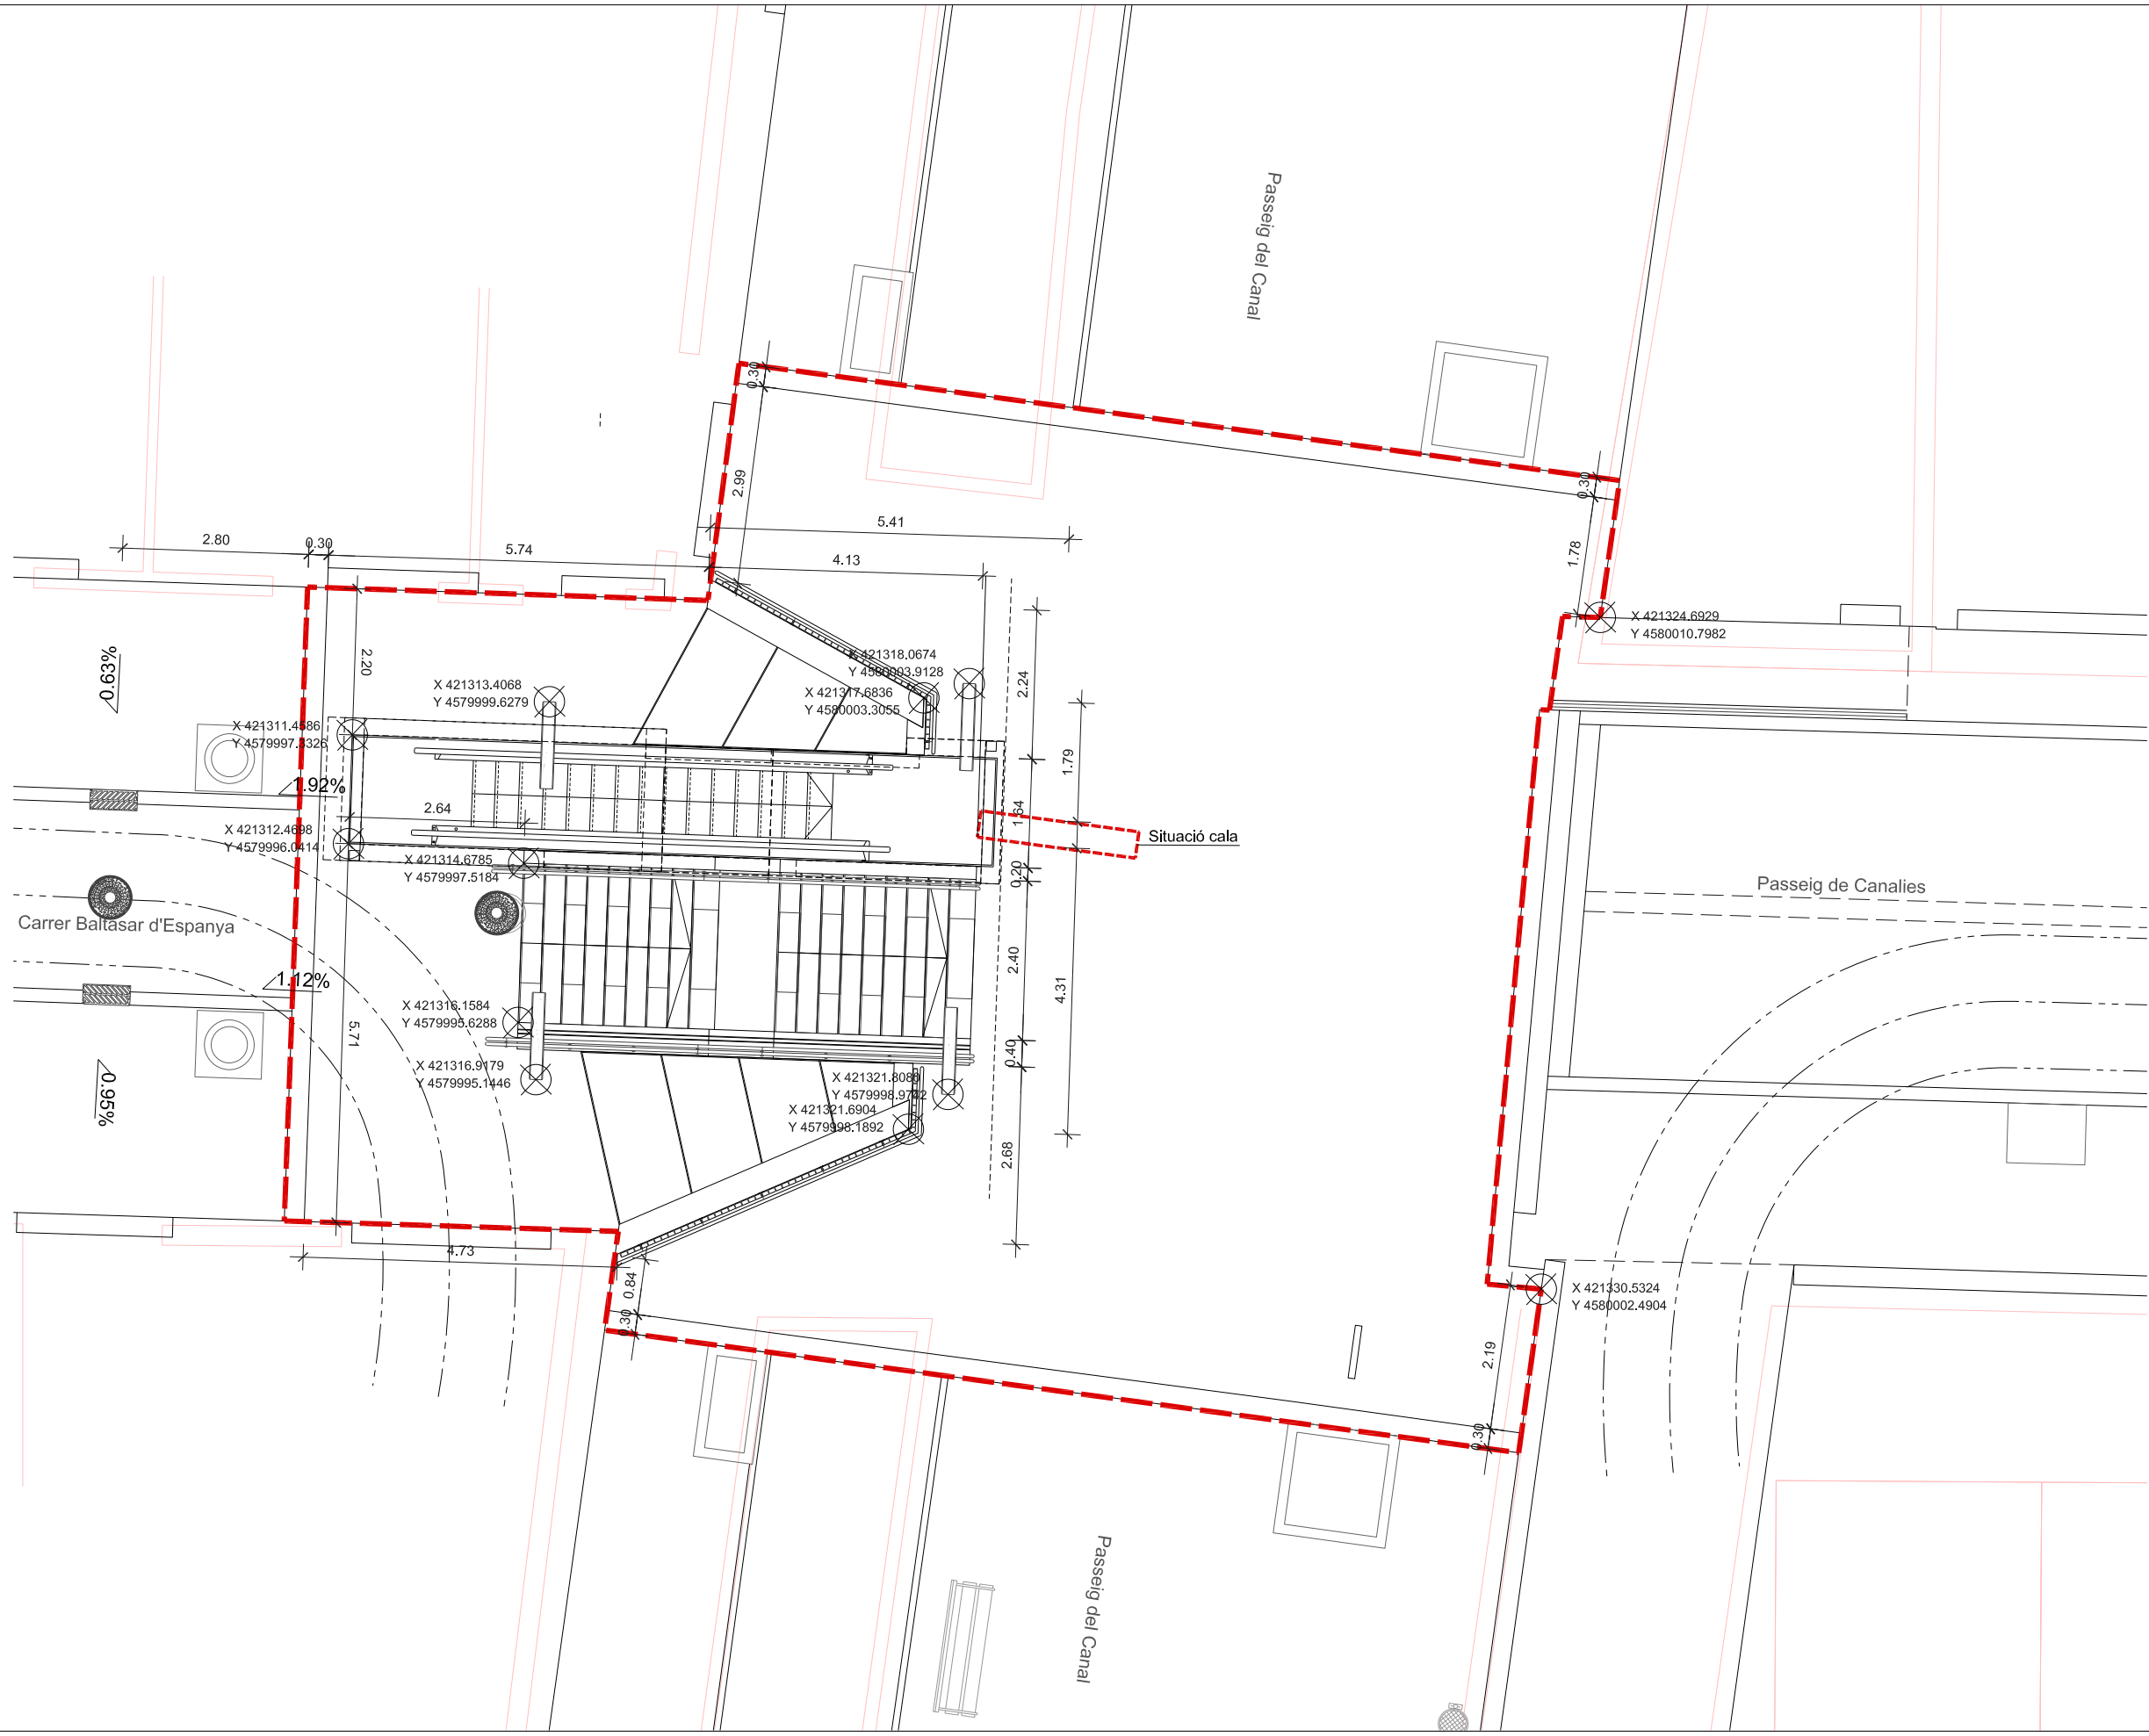 Passeig del Canal
0.30
2.99
0.30
1.78
5.41
2.80
0.30
5.74
4.13
X 421324.6929
Y 4580010.7982
0.63%
2.20
X 421318.0674
Y 4580003.9128
2.24
X 421313.4068
Y 4579999.6279
X 421317.6836
Y 4580003.3055
X 421311.4586
Y 4579997.3326
1.79
1.92%
2.64
1.64
Situació cala
X 421312.4698
Y 4579996.0414
X 421314.6785
Y 4579997.5184
0.20
Passeig de Canalies
Carrer Baltasar d'Espanya
2.40
1.12%
4.31
X 421316.1584
Y 4579995.6288
5.71
0.40
X 421316.9179
Y 4579995.1446
0.95%
X 421321.8086
Y 4579998.9742
X 421321.6904
Y 4579998.1892
2.68
4.73
0.84
0.30
X 421330.5324
Y 4580002.4904
2.19
0.30
Passeig del Canal